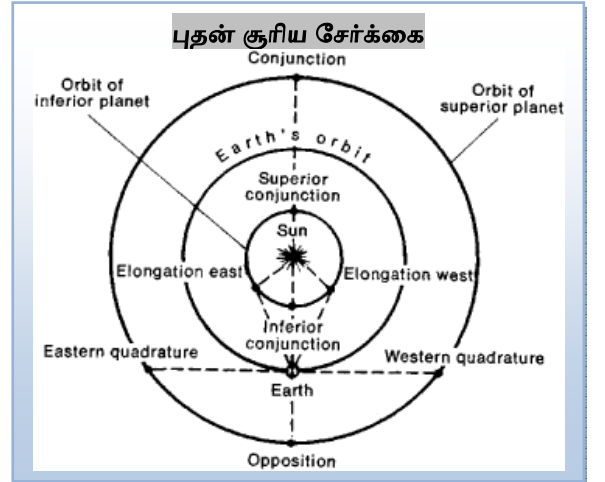 புதன் சூரிய சேர்க்கை
Conjunction
Orbit of
inferior planet
Orbit of
superior planet
Earth's orbit
Superior
conjunction
Sun
Elongation east
Elongation west
Inferior
conjunction
Eastern quadrature
Western quadrature
Earth
Opposition